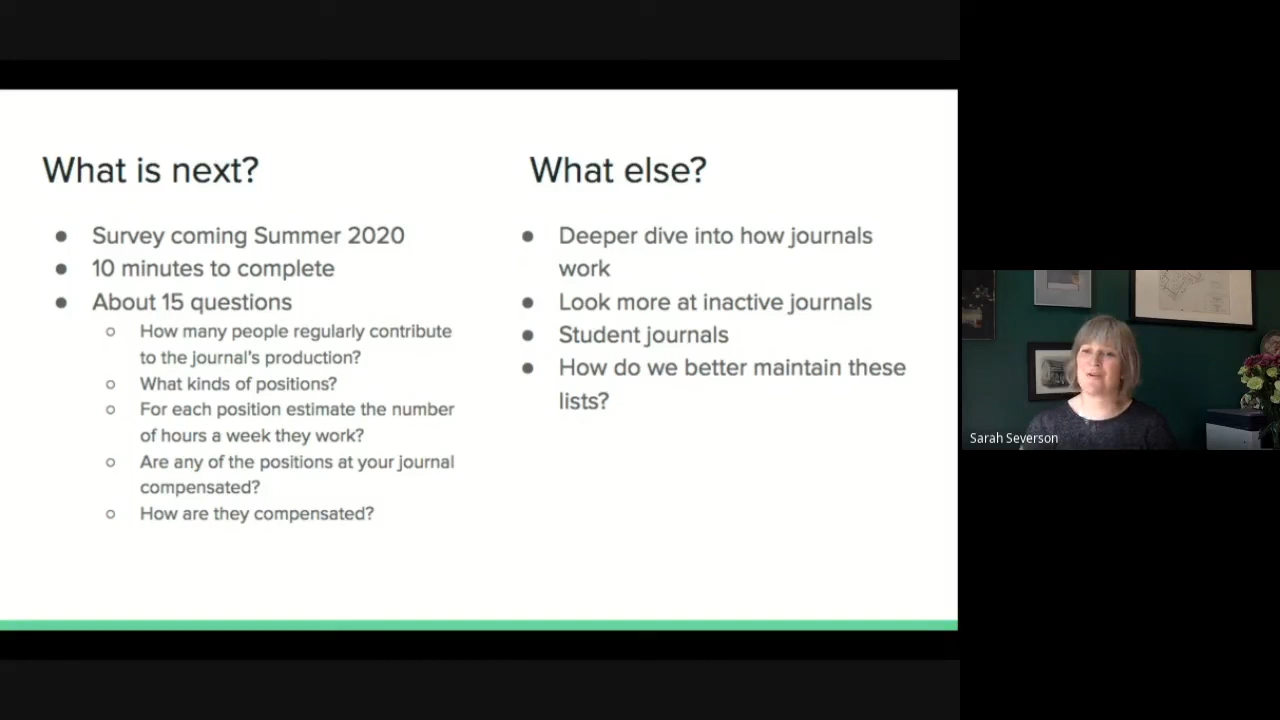 What is next?
● Survey coming Summer 2020
● 10 minutes to complete
● About 15 questions
○ How many people regularly contribute
to the journal's production?
○ What kinds of positions?
○ For each position estimate the number
of hours a week they work?
○ Are any of the positions at your journal
compensated?
○ How are they compensated?
What else?
● Deeper dive into how journals
work
● Look more at inactive journals
● Student journals
● How do we better maintain these
lists?
Sarah Severson